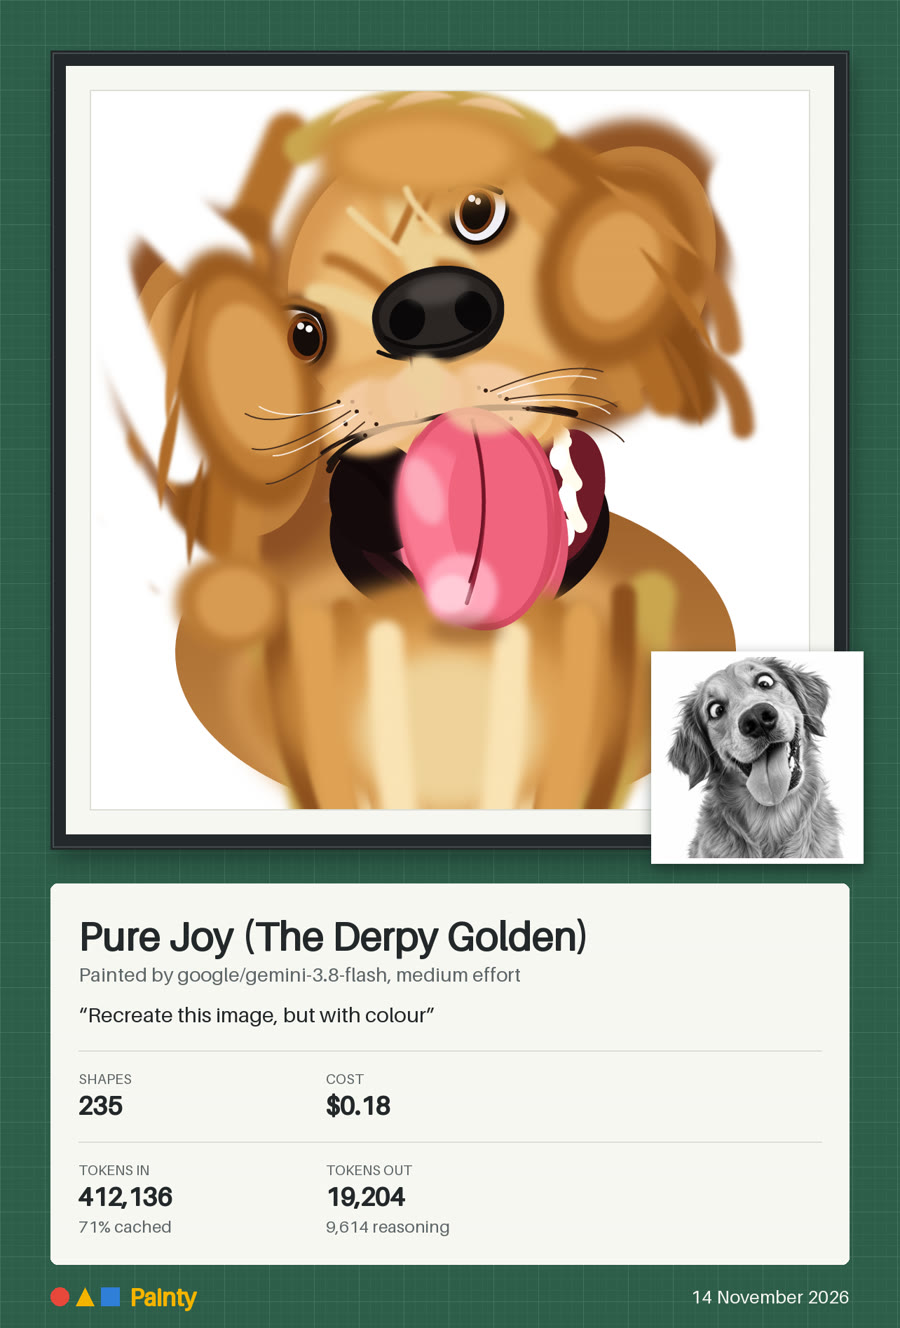 Pure Joy (The Derpy Golden)
Painted by google/gemini-3.8-flash, medium effort
“Recreate this image, but with colour”
SHAPES
235
COST
$0.18
TOKENS IN
412,136
71% cached
TOKENS OUT
19,204
9,614 reasoning
Painty
14 November 2026